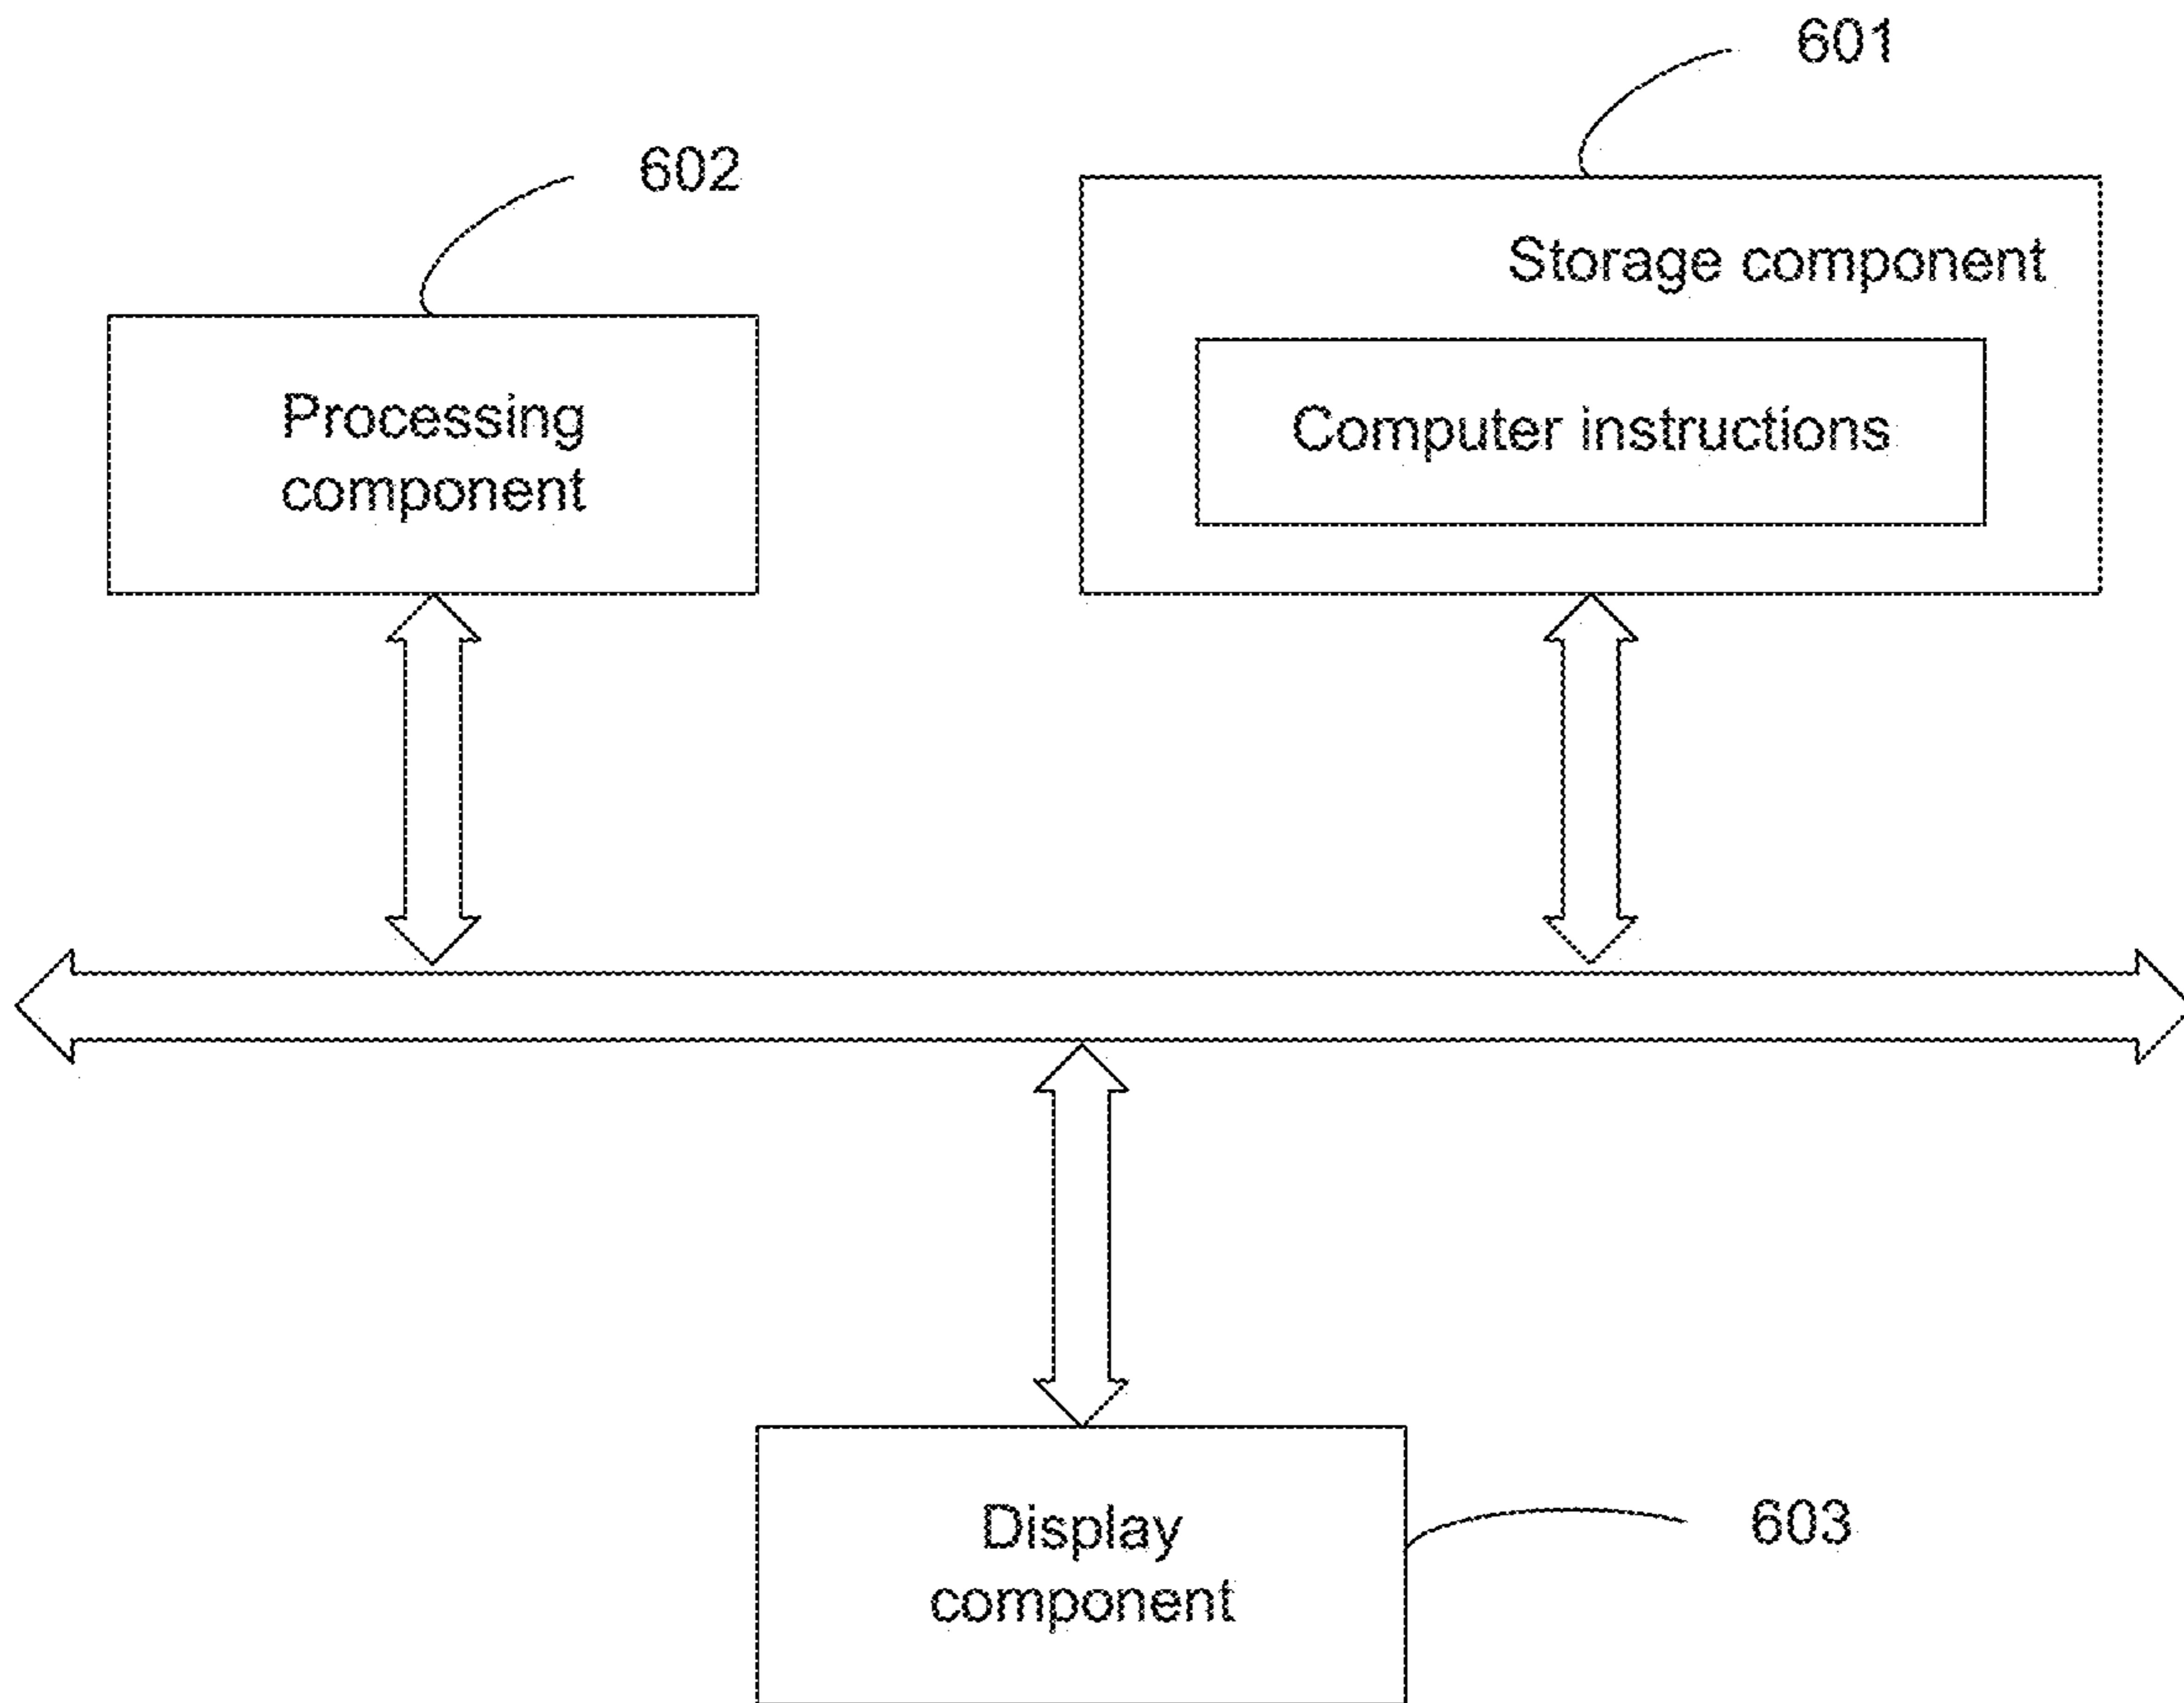 601
602
Storage component
Processing
component
Computer instructions
Display
component
603